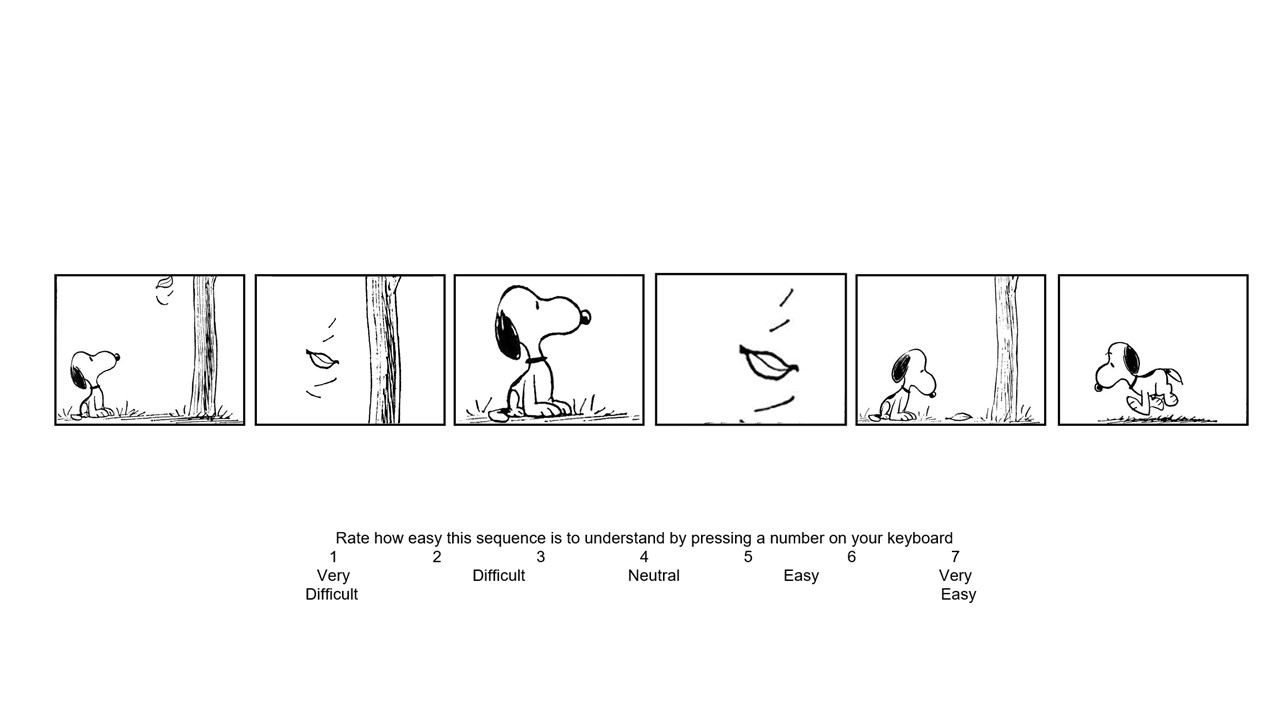 Rate how easy this sequence is to understand by pressing a number on your keyboard
1 2 3 4 5 6 7
Very Difficult Neutral Easy Very
Difficult Easy